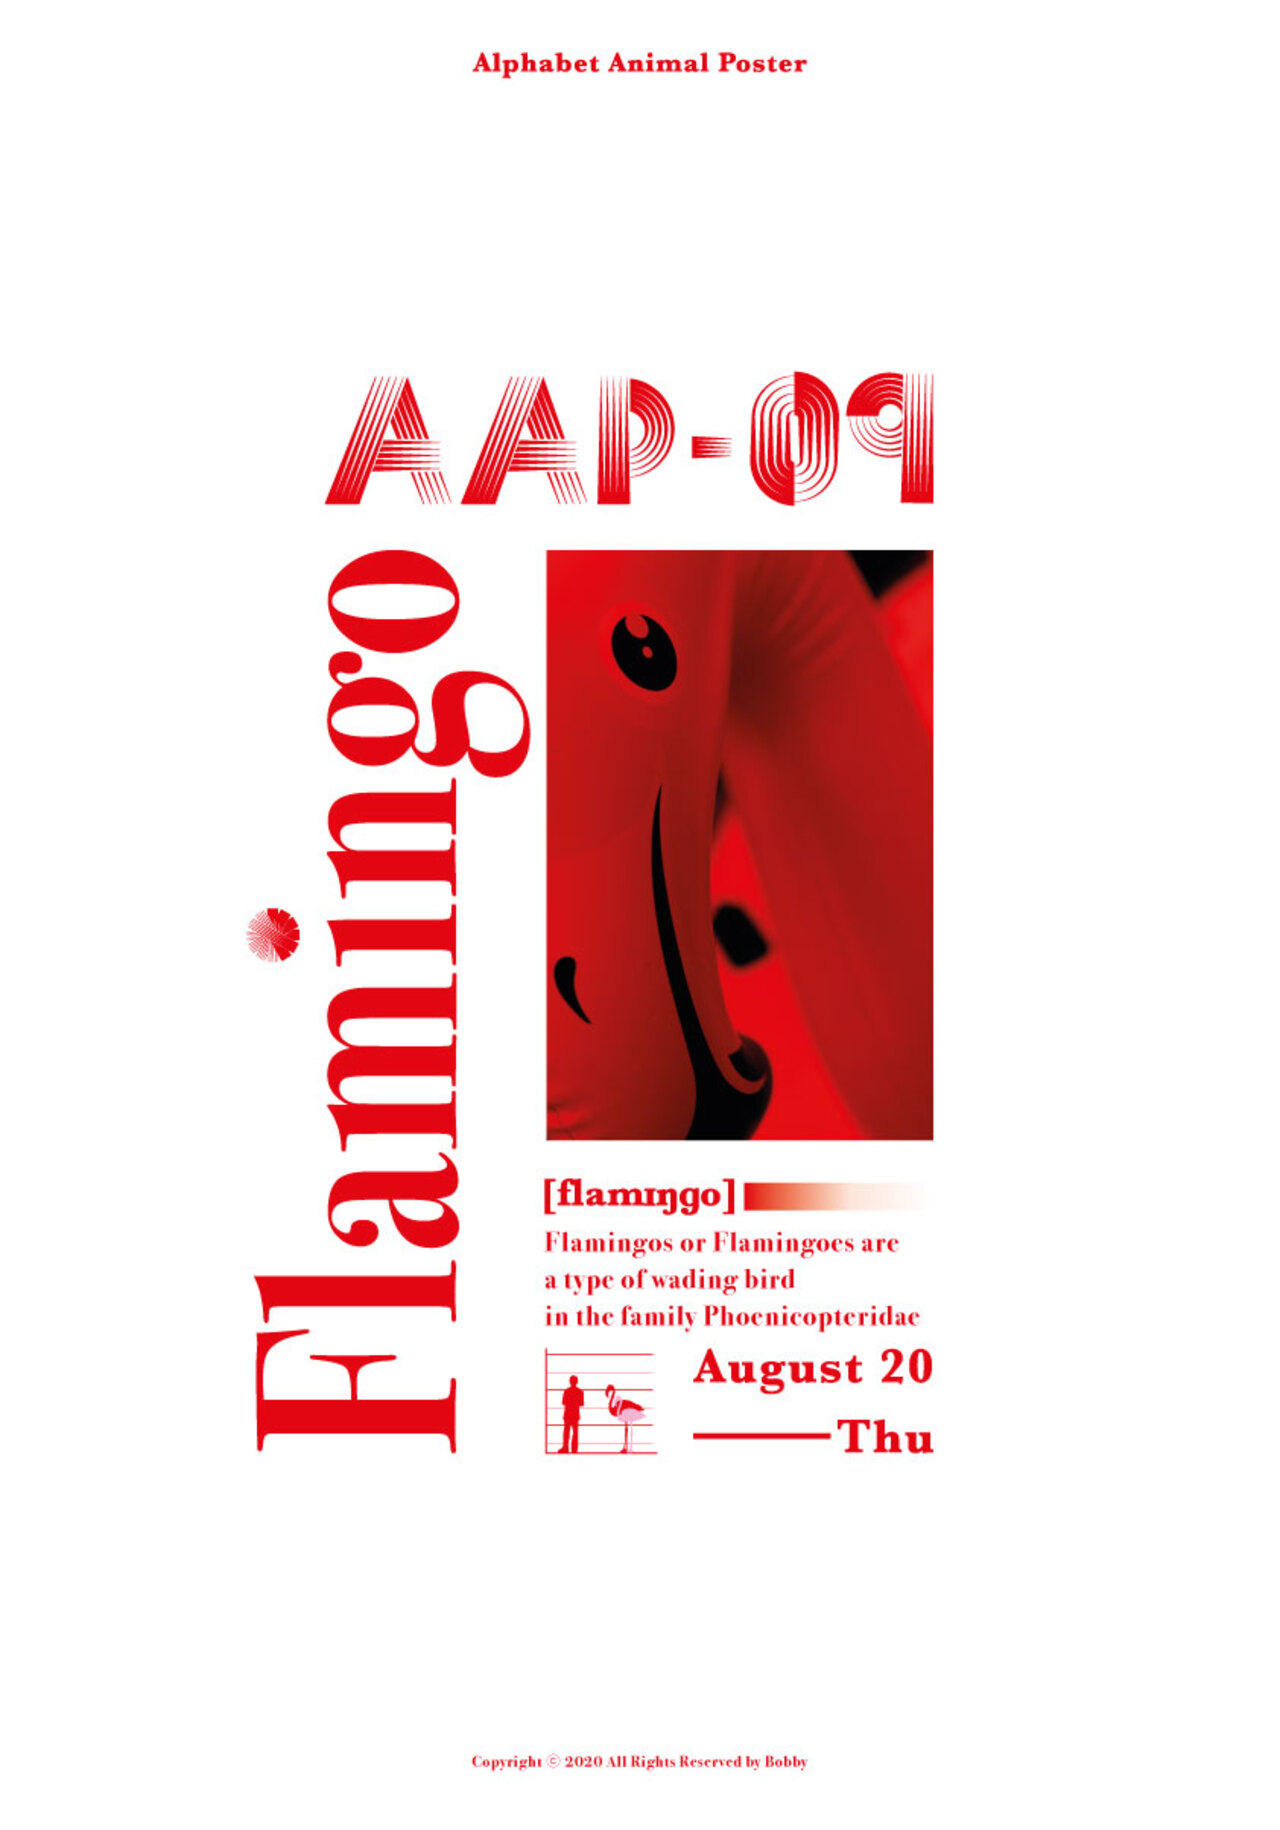 Alphabet Animal Poster
AAP-09
Flamingo
[flamɪŋgo]
Flamingos or Flamingoes are
a type of wading bird
in the family Phoenicopteridae
August 20
Thu
Copyright © 2020 All Rights Reserved by Bobby